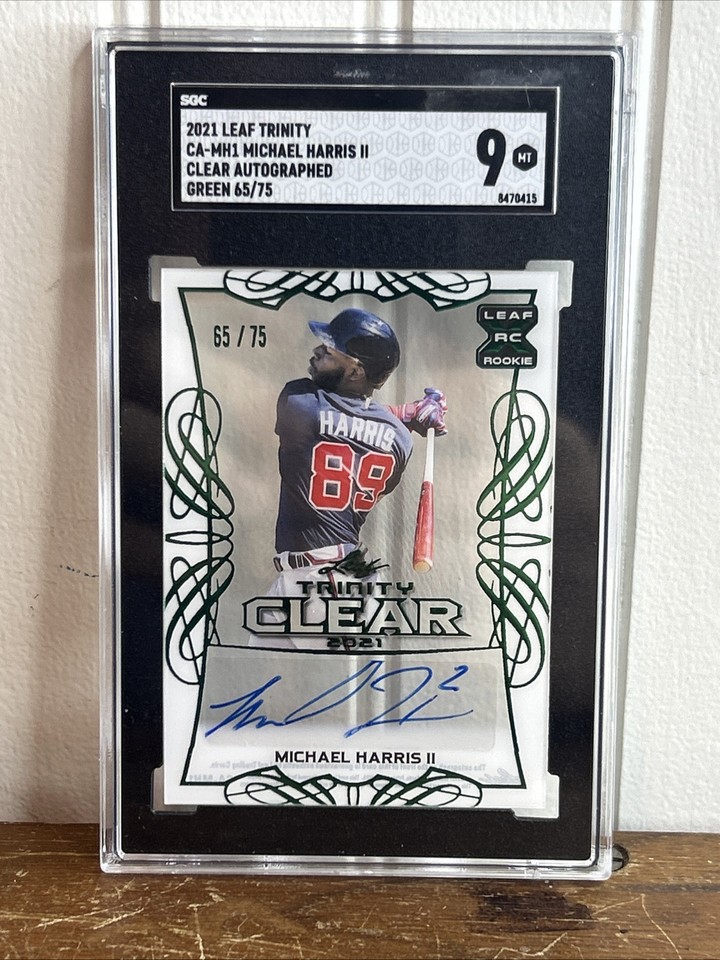 SGC
2021 LEAF TRINITY
CA-MH1 MICHAEL HARRIS II
CLEAR AUTOGRAPHED
GREEN 65/75
9 MT
8470415
65 / 75
LEAF
RC
ROOKIE
HARRIS
89
Leaf
TRINITY
CLEAR
2021
MICHAEL HARRIS II